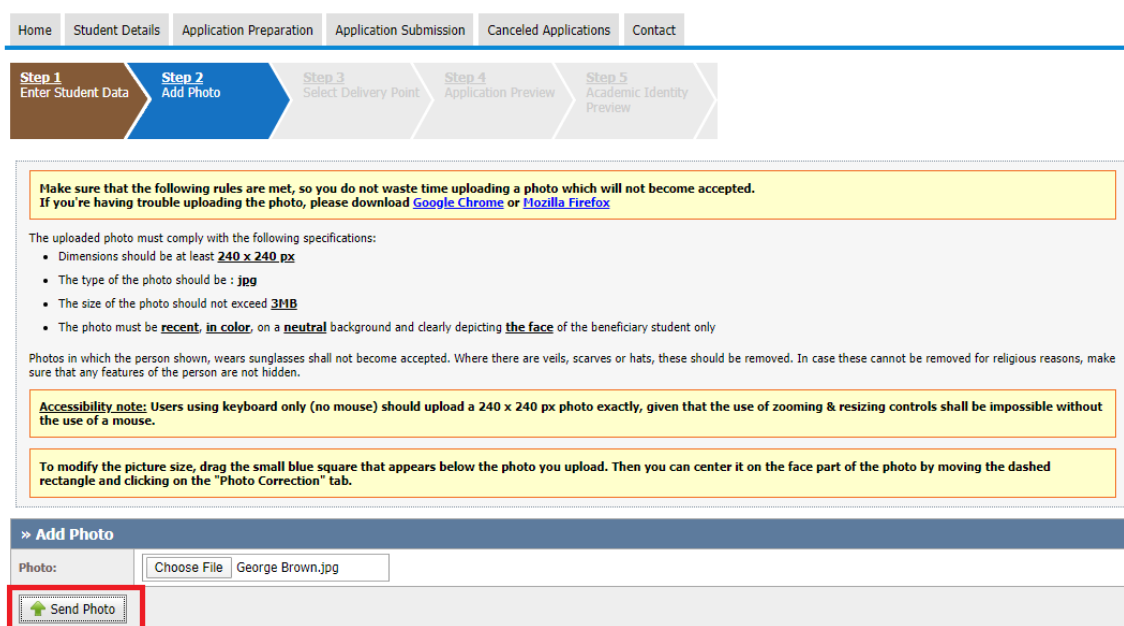 Home Student Details Application Preparation Application Submission Canceled Applications Contact
Step 1 Step 2 Step 3 Step 4 Step 5
Enter Student Data Add Photo Select Delivery Point Application Preview Academic Identity
Preview
Make sure that the following rules are met, so you do not waste time uploading a photo which will not become accepted.
If you're having trouble uploading the photo, please download Google Chrome or Mozilla Firefox
The uploaded photo must comply with the following specifications:
• Dimensions should be at least 240 x 240 px
• The type of the photo should be : jpg
• The size of the photo should not exceed 3MB
• The photo must be recent, in color, on a neutral background and clearly depicting the face of the beneficiary student only
Photos in which the person shown, wears sunglasses shall not become accepted. Where there are veils, scarves or hats, these should be removed. In case these cannot be removed for religious reasons, make
sure that any features of the person are not hidden.
Accessibility note: Users using keyboard only (no mouse) should upload a 240 x 240 px photo exactly, given that the use of zooming & resizing controls shall be impossible without
the use of a mouse.
To modify the picture size, drag the small blue square that appears below the photo you upload. Then you can center it on the face part of the photo by moving the dashed
rectangle and clicking on the "Photo Correction" tab.
» Add Photo
Photo: Choose File George Brown.jpg
Send Photo